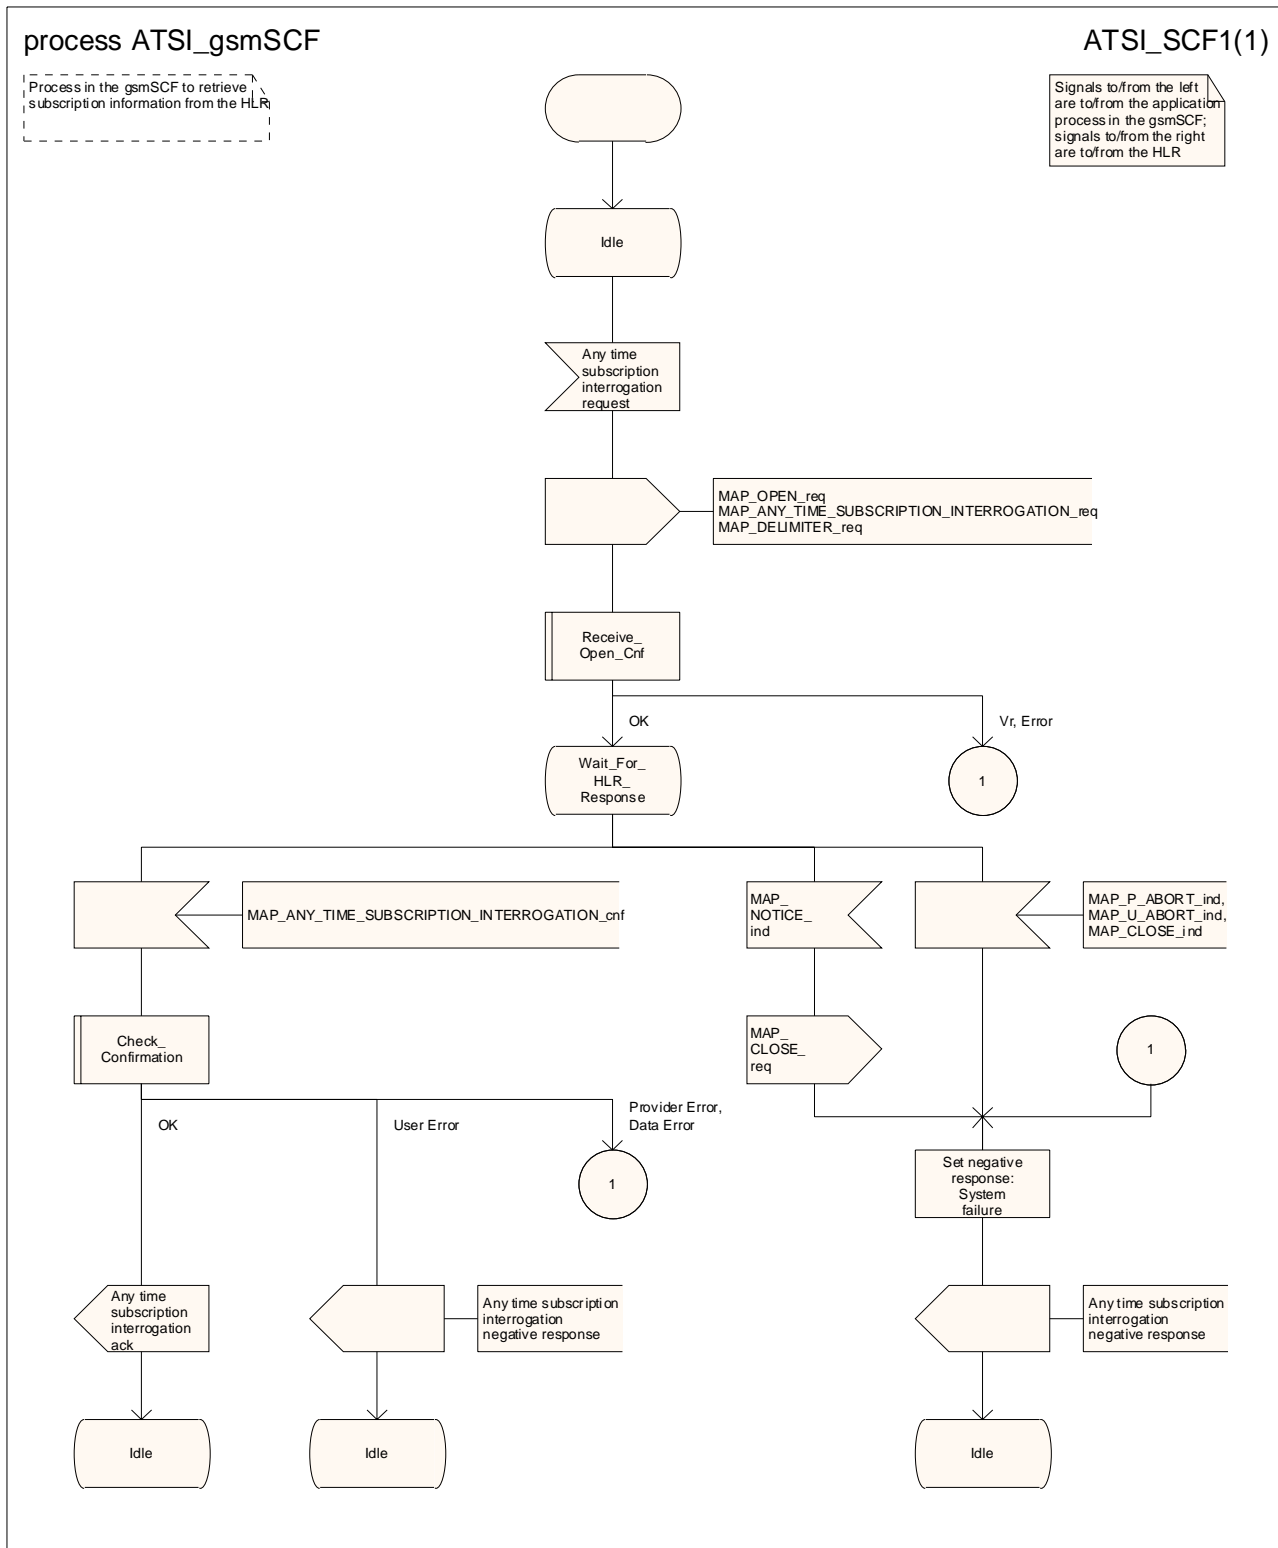 process ATSI_gsmSCF
ATSI_SCF1(1)
Process in the gsmSCF to retrieve
subscription information from the HLR
Signals to/from the left
are to/from the application
process in the gsmSCF;
signals to/from the right
are to/from the HLR
Idle
Any time
subscription
interrogation
request
MAP_OPEN_req
MAP_ANY_TIME_SUBSCRIPTION_INTERROGATION_req
MAP_DELIMITER_req
Receive_
Open_Cnf
OK
Vr, Error
Wait_For_
HLR_
Response
1
MAP_ANY_TIME_SUBSCRIPTION_INTERROGATION_cnf
MAP_
NOTICE_
ind
MAP_P_ABORT_ind,
MAP_U_ABORT_ind,
MAP_CLOSE_ind
Check_
Confirmation
MAP_
CLOSE_
req
1
OK
User Error
Provider Error,
Data Error
1
Set negative
response:
System
failure
Any time
subscription
interrogation
ack
Any time subscription
interrogation
negative response
Any time subscription
interrogation
negative response
Idle
Idle
Idle